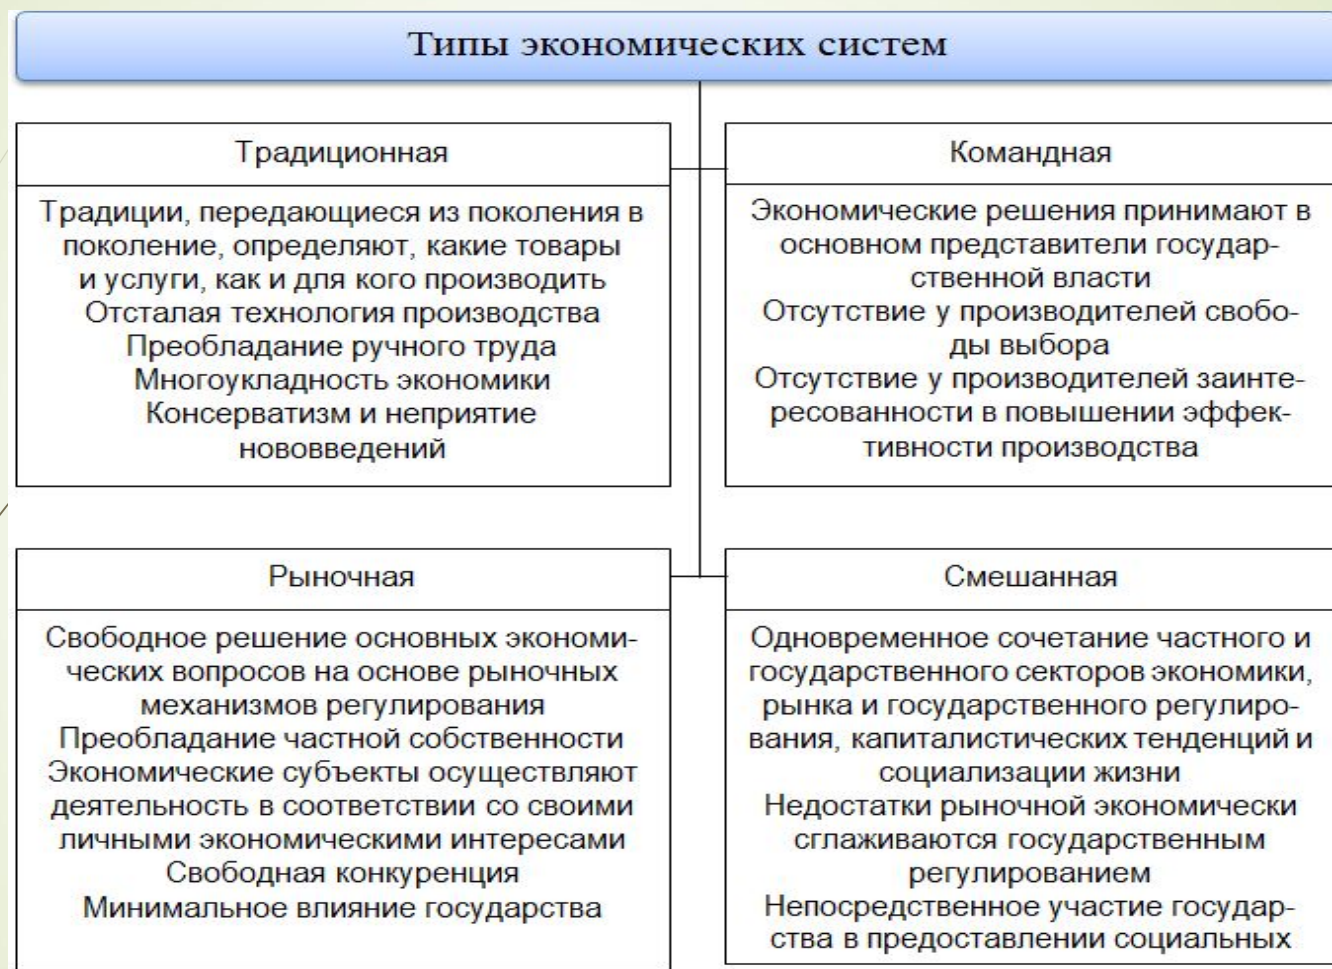 Типы экономических систем
Традиционная
Традиции, передающиеся из поколения в
поколение, определяют, какие товары
и услуги, как и для кого производить
Отсталая технология производства
Преобладание ручного труда
Многоукладность экономики
Консерватизм и неприятие
нововведений
Командная
Экономические решения принимают в
основном представители государ-
ственной власти
Отсутствие у производителей свобо-
ды выбора
Отсутствие у производителей заинте-
ресованности в повышении эффек-
тивности производства
Рыночная
Свободное решение основных экономи-
ческих вопросов на основе рыночных
механизмов регулирования
Преобладание частной собственности
Экономические субъекты осуществляют
деятельность в соответствии со своими
личными экономическими интересами
Свободная конкуренция
Минимальное влияние государства
Смешанная
Одновременное сочетание частного и
государственного секторов экономики,
рынка и государственного регулиро-
вания, капиталистических тенденций и
социализации жизни
Недостатки рыночной экономически
сглаживаются государственным
регулированием
Непосредственное участие государ-
ства в предоставлении социальных